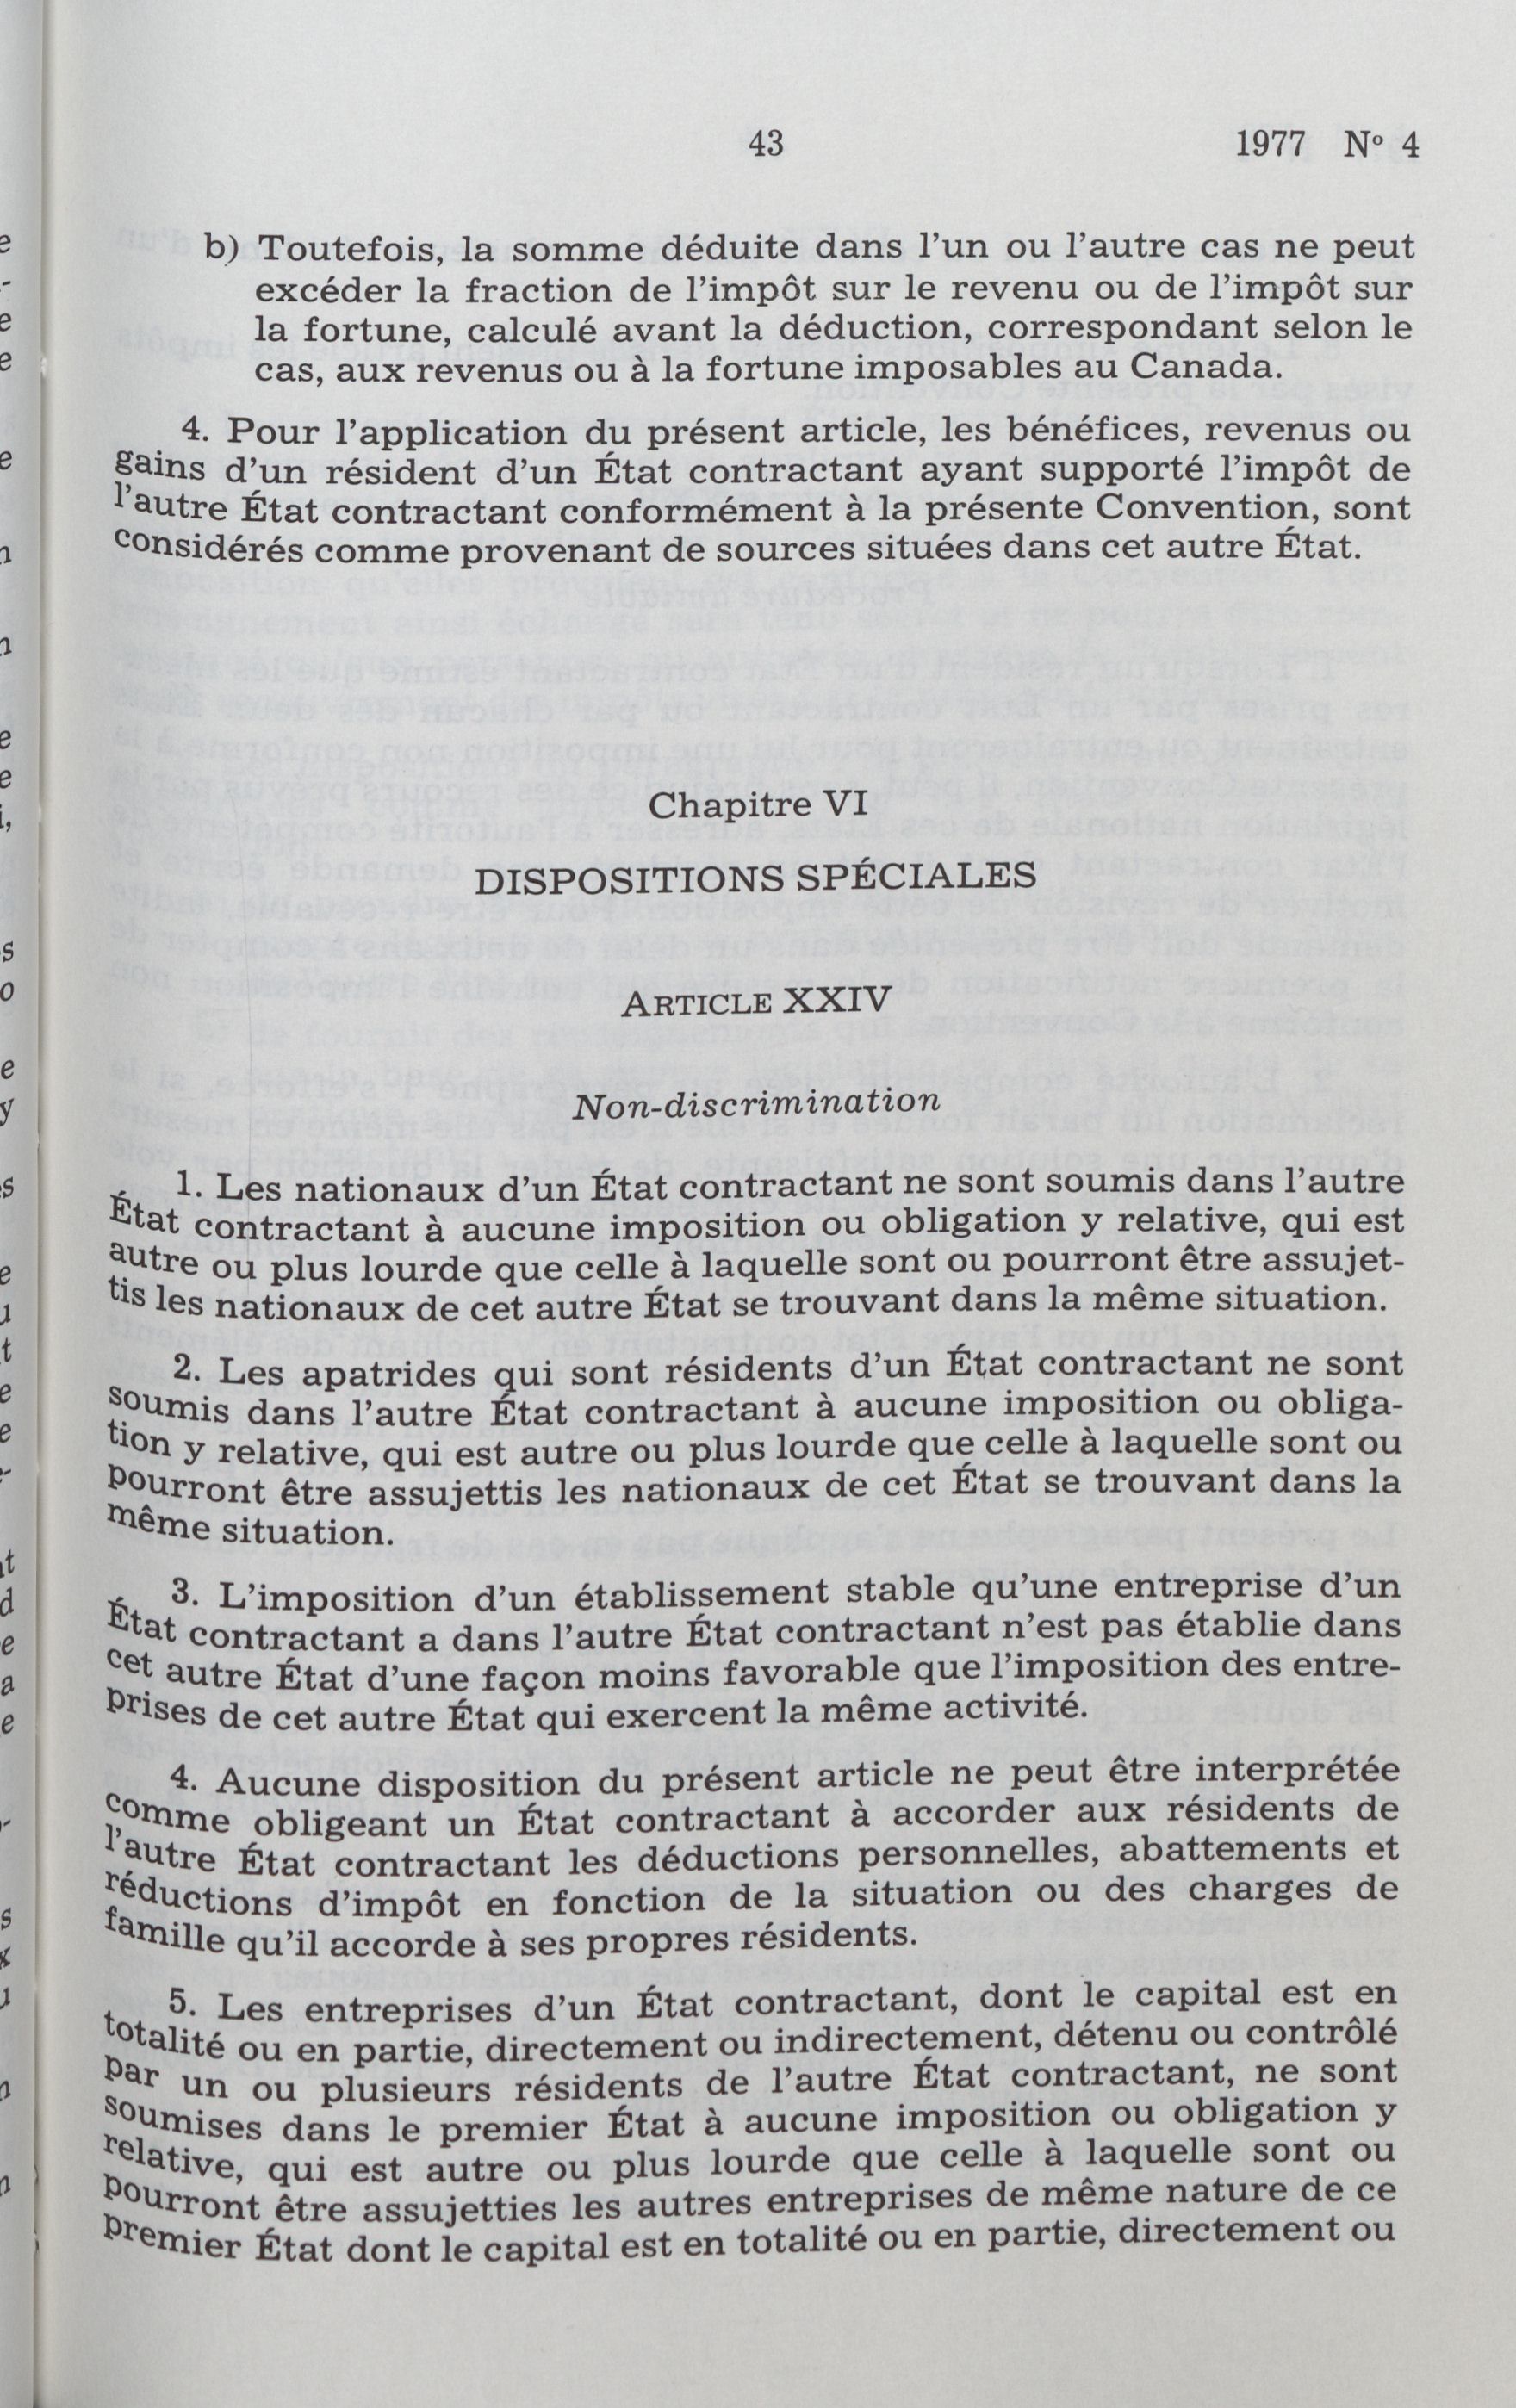 43
1977 Nº 4
b) Toutefois, la somme déduite dans l'un ou l'autre cas ne peut
excéder la fraction de l'impôt sur le revenu ou de l'impôt sur
la fortune, calculé avant la déduction, correspondant selon le
cas, aux revenus ou à la fortune imposables au Canada.
4. Pour l'application du présent article, les bénéfices, revenus ou
gains d'un résident d'un État contractant ayant supporté l'impôt de
l'autre État contractant conformément à la présente Convention, sont
considérés comme provenant de sources situées dans cet autre État.
Chapitre VI
DISPOSITIONS SPÉCIALES
ARTICLE XXIV
Non-discrimination
1. Les nationaux d'un État contractant ne sont soumis dans l'autre
État contractant à aucune imposition ou obligation y relative, qui est
autre ou plus lourde que celle à laquelle sont ou pourront être assujet-
tis les nationaux de cet autre État se trouvant dans la même situation.
2. Les apatrides qui sont résidents d'un État contractant ne sont
soumis dans l'autre État contractant à aucune imposition ou obliga-
tion y relative, qui est autre ou plus lourde que celle à laquelle sont ou
pourront être assujettis les nationaux de cet État se trouvant dans la
même situation.
3. L'imposition d'un établissement stable qu'une entreprise d'un
État contractant a dans l'autre État contractant n'est pas établie dans
cet autre État d'une façon moins favorable que l'imposition des entre-
prises de cet autre État qui exercent la même activité.
4. Aucune disposition du présent article ne peut être interprétée
comme obligeant un État contractant à accorder aux résidents de
l'autre État contractant les déductions personnelles, abattements et
réductions d'impôt en fonction de la situation ou des charges de
famille qu'il accorde à ses propres résidents.
5. Les entreprises d'un État contractant, dont le capital est en
totalité ou en partie, directement ou indirectement, détenu ou contrôlé
par un ou plusieurs résidents de l'autre État contractant, ne sont
soumises dans le premier État à aucune imposition ou obligation y
relative, qui est autre ou plus lourde que celle à laquelle sont ou
pourront être assujetties les autres entreprises de même nature de ce
premier État dont le capital est en totalité ou en partie, directement ou